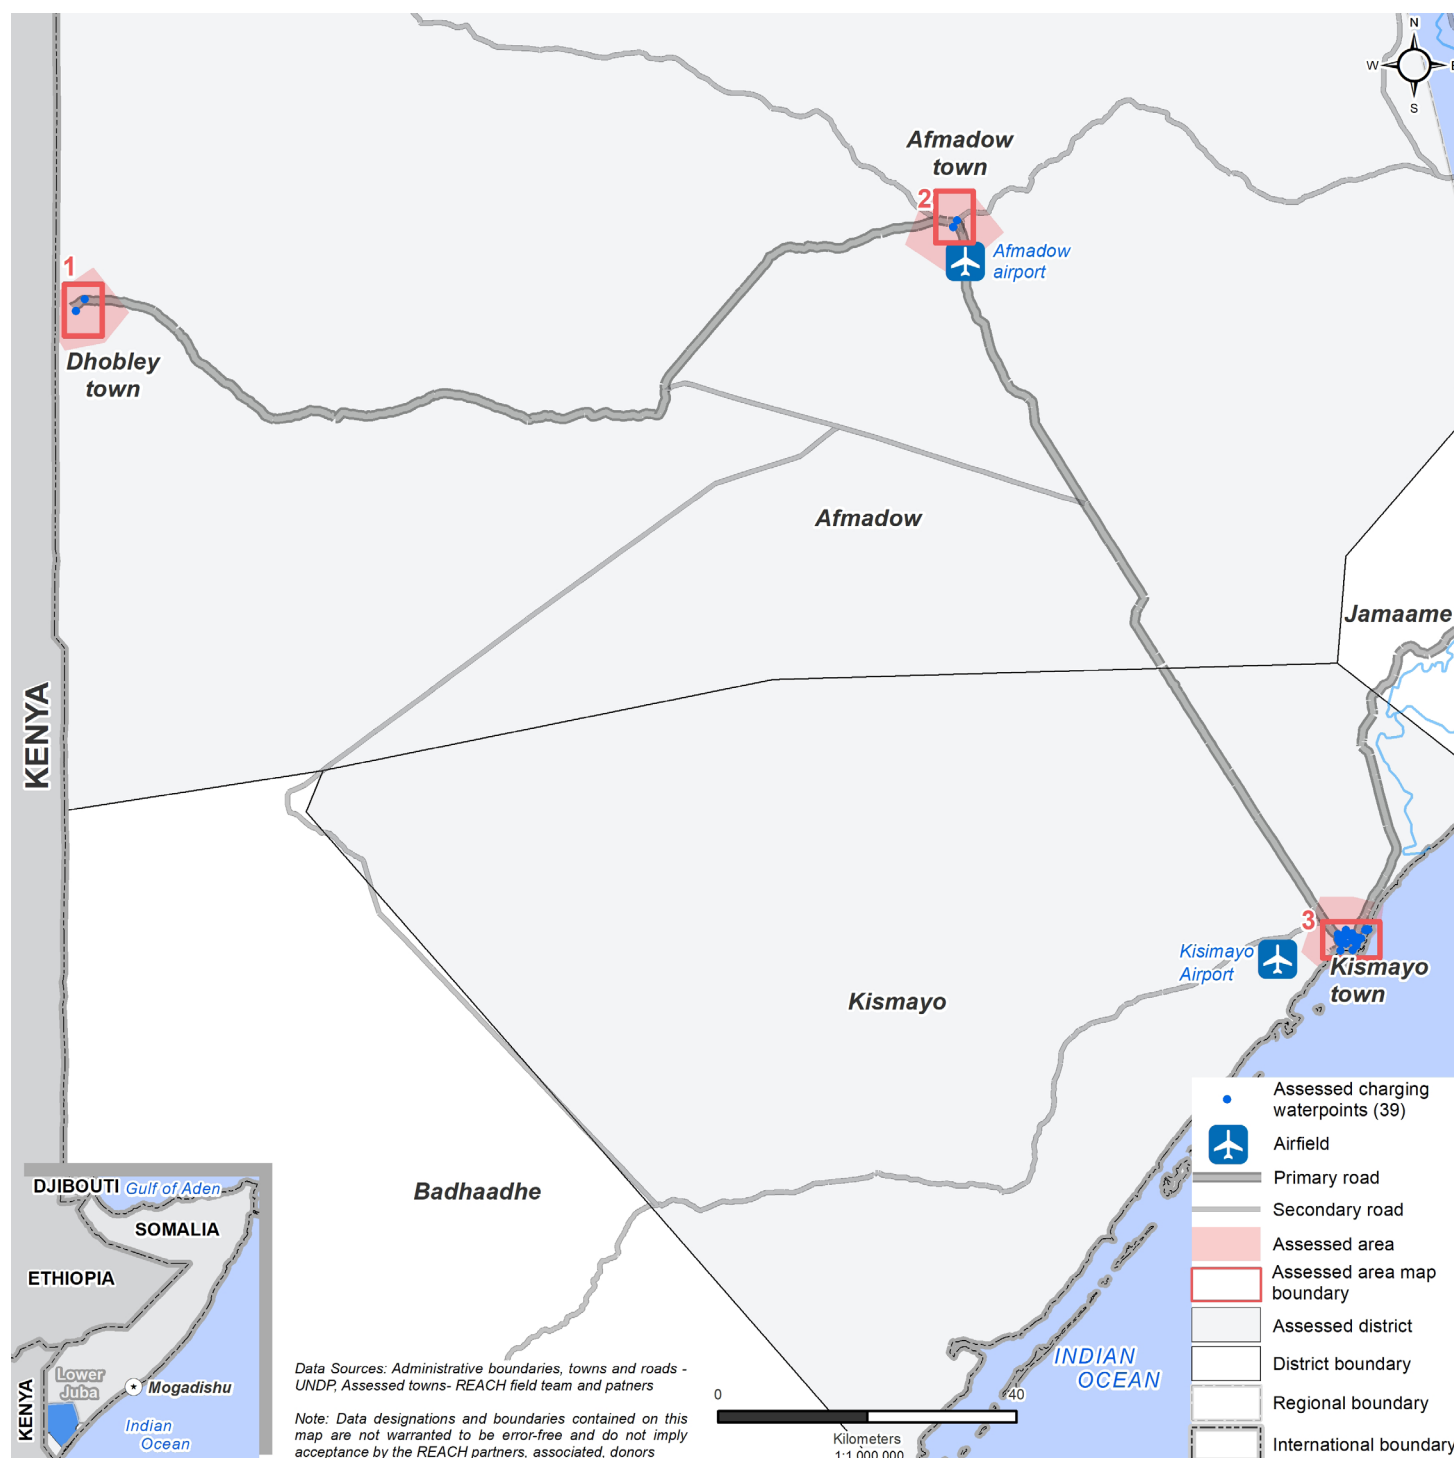 N
W
E
S
Afmadow
town
2
Afmadow
airport
1
Dhobley
town
Afmadow
Jamaame
KENYA
3
Kisimayo
Airport
Kismayo
town
Kismayo
Badhaadhe
INDIAN
OCEAN
DJIBOUTI
Gulf of Aden
SOMALIA
ETHIOPIA
Lower
Juba
Mogadishu
KENYA
Indian
Ocean
Data Sources: Administrative boundaries, towns and roads -
UNDP, Assessed towns- REACH field team and patners
Note: Data designations and boundaries contained on this
map are not warranted to be error-free and do not imply
acceptance by the REACH partners, associated, donors
0
40
Kilometers
1:1,000,000
Assessed charging
waterpoints (39)
Airfield
Primary road
Secondary road
Assessed area
Assessed area map
boundary
Assessed district
District boundary
Regional boundary
International boundary